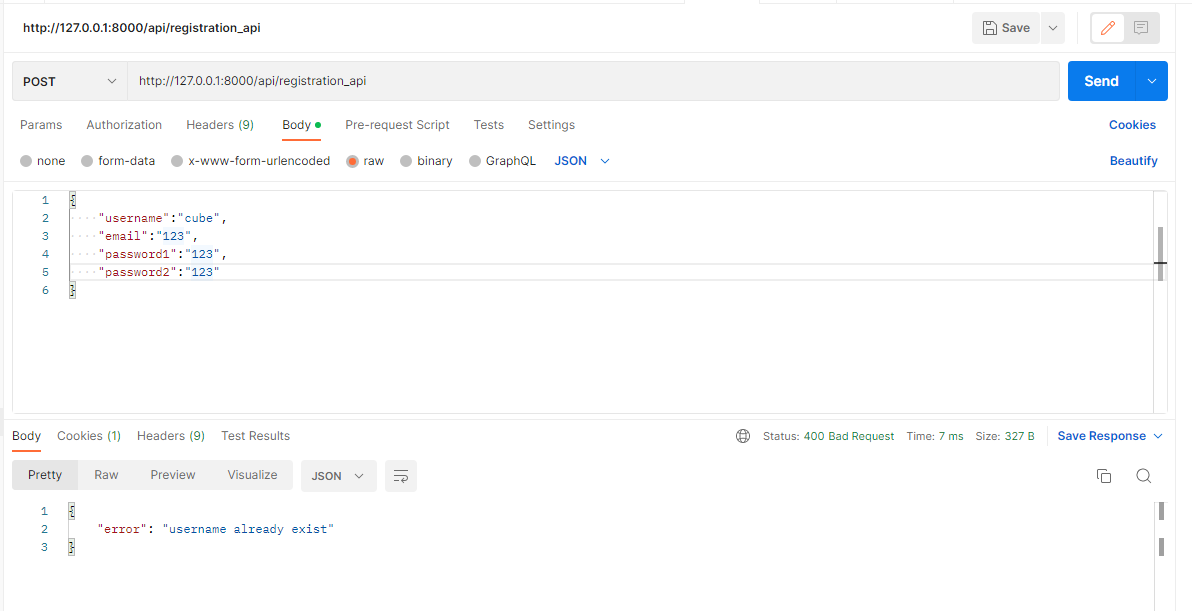 http://127.0.0.1:8000/api/registration_api
Save
POST
http://127.0.0.1:8000/api/registration_api
Send
Params Authorization Headers (9) Body Pre-request Script Tests Settings Cookies
none form-data x-www-form-urlencoded raw binary GraphQL JSON Beautify
1 {
2 "username":"cube",
3 "email":"123",
4 "password1":"123",
5 "password2":"123"
6 }
Body Cookies (1) Headers (9) Test Results Status: 400 Bad Request Time: 7 ms Size: 327 B Save Response
Pretty Raw Preview Visualize JSON
1 {
2 "error": "username already exist"
3 }